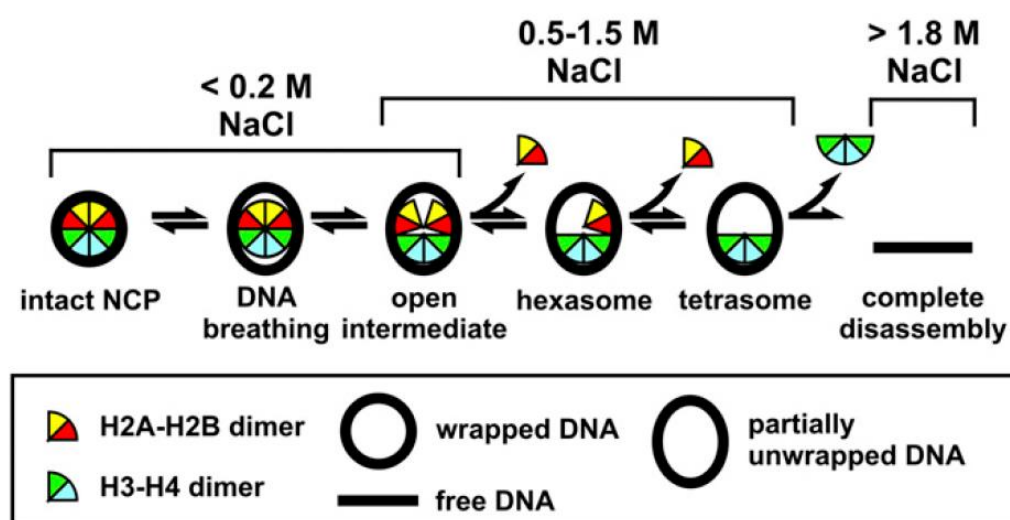 < 0.2 M
NaCl
0.5-1.5 M
NaCl
> 1.8 M
NaCl
intact NCP
DNA
breathing
open
intermediate
hexasome
tetrasome
complete
disassembly
H2A-H2B dimer
H3-H4 dimer
wrapped DNA
free DNA
partially
unwrapped DNA